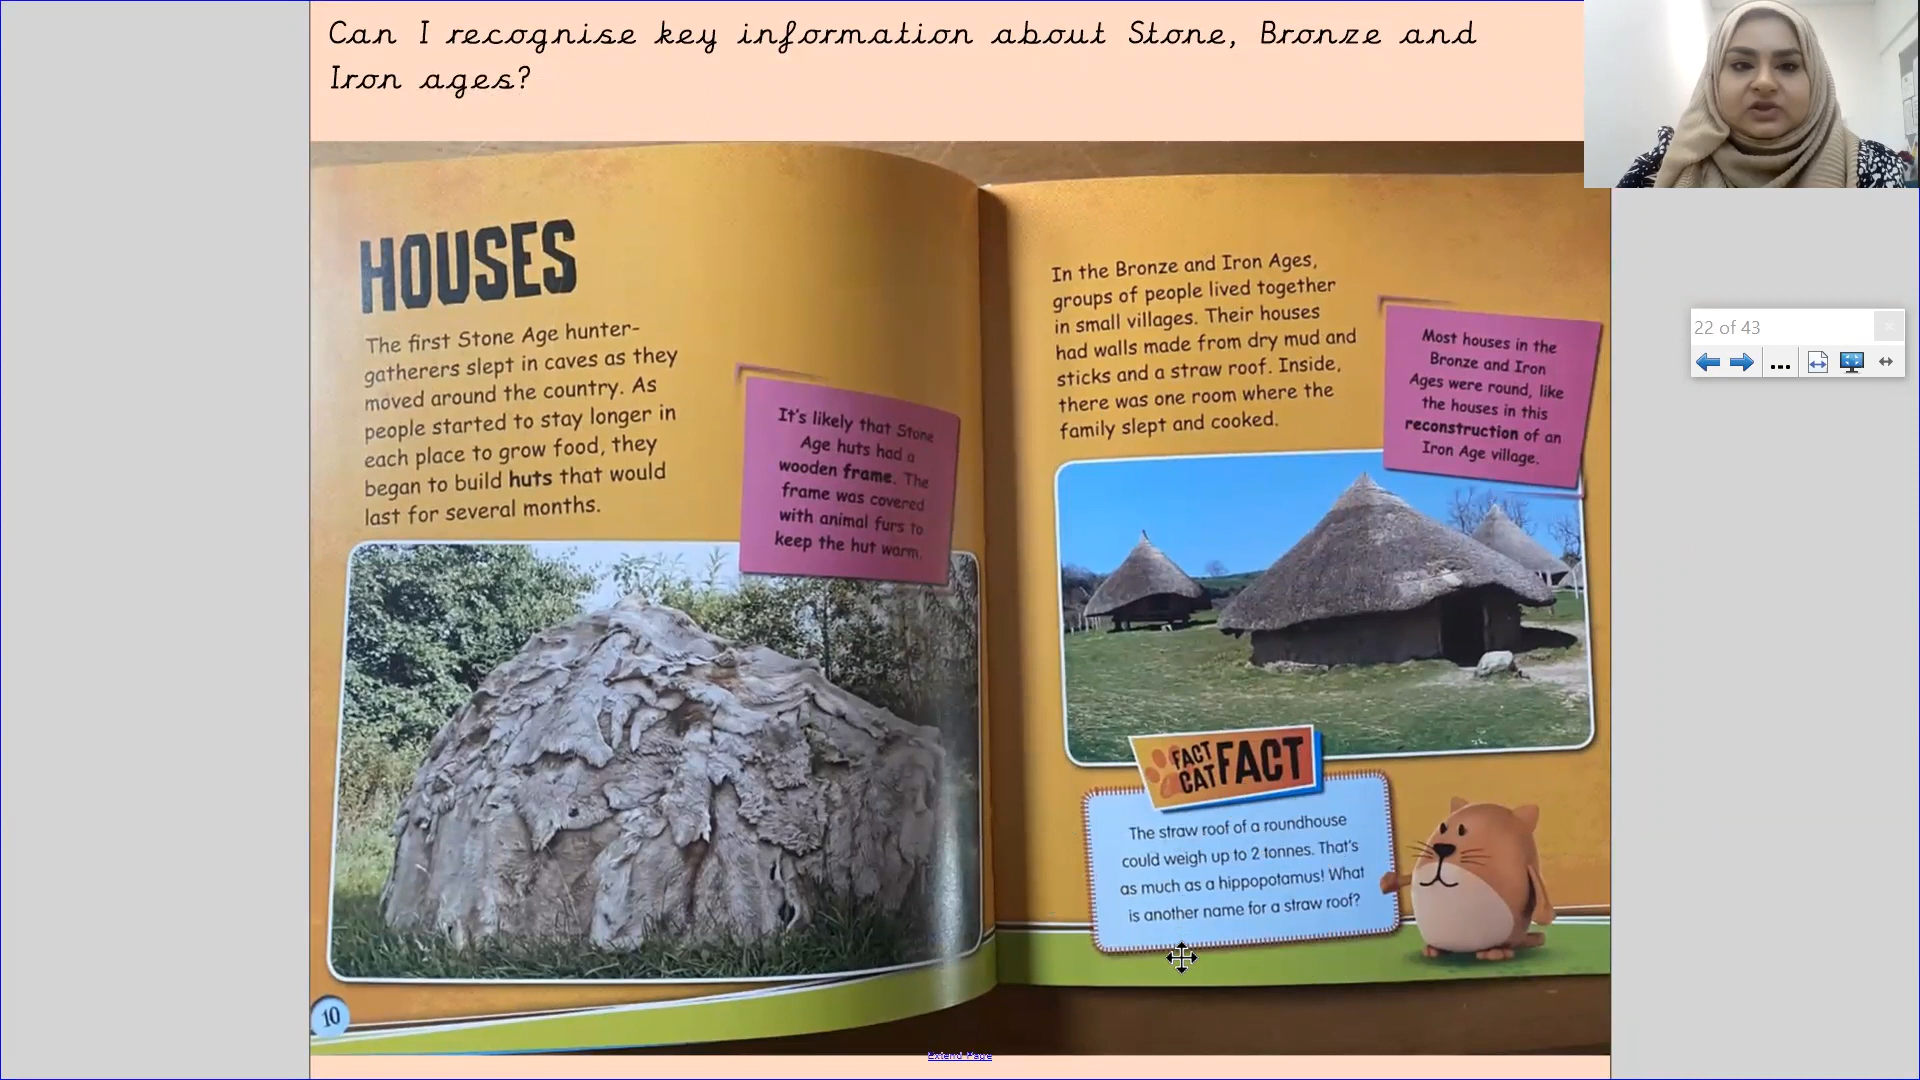 Can I recognise key information about Stone, Bronze and
Iron ages?
HOUSES
The first Stone Age hunter-
gatherers slept in caves as they
moved around the country. As
people started to stay longer in
each place to grow food, they
began to build huts that would
last for several months.
It's likely that Stone
Age huts had a
wooden frame. The
frame was covered
with animal furs to
keep the hut warm.
10
In the Bronze and Iron Ages,
groups of people lived together
in small villages. Their houses
had walls made from dry mud and
sticks and a straw roof. Inside,
there was one room where the
family slept and cooked.
Most houses in the
Bronze and Iron
Ages were round, like
the houses in this
reconstruction of an
Iron Age village.
FACT
CAT FACT
The straw roof of a roundhouse
could weigh up to 2 tonnes. That's
as much as a hippopotamus! What
is another name for a straw roof?
22 of 43
Extend Page